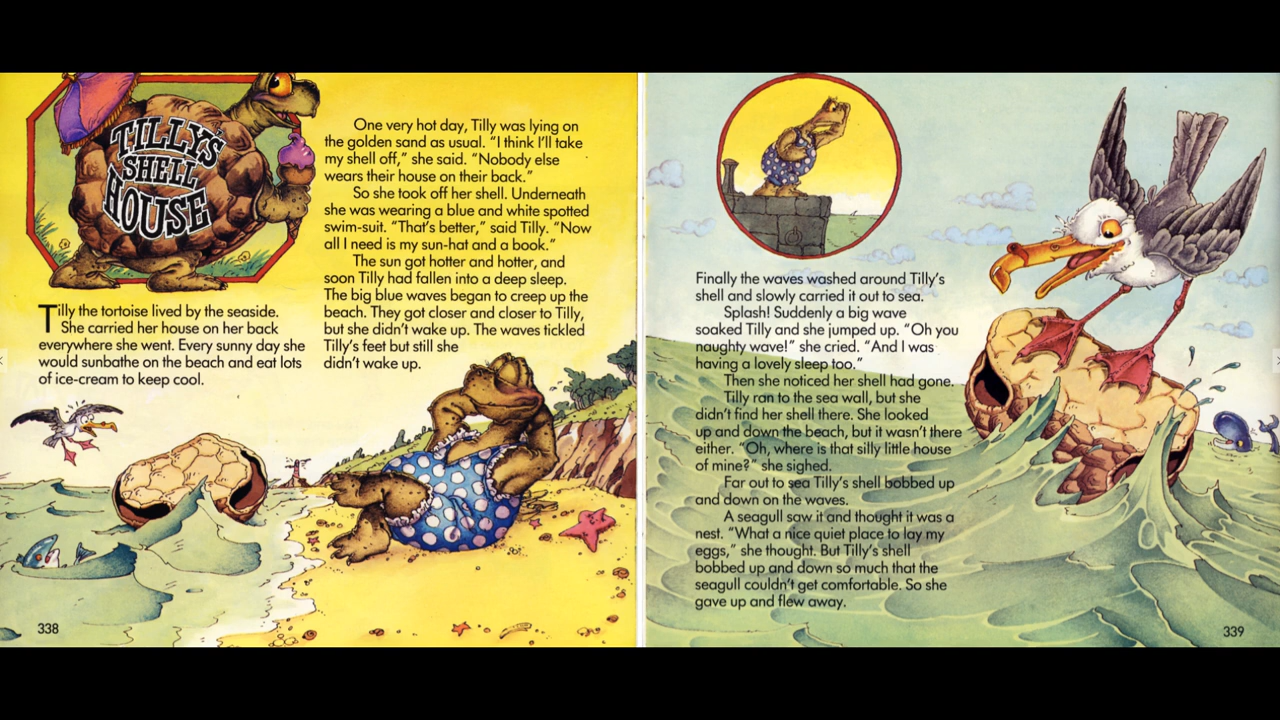 TILLY'S
SHELL
HOUSE
Tilly the tortoise lived by the seaside.
She carried her house on her back
everywhere she went. Every sunny day she
would sunbathe on the beach and eat lots
of ice-cream to keep cool.
One very hot day, Tilly was lying on
the golden sand as usual. “I think I’ll take
my shell off,” she said. “Nobody else
wears their house on their back.”
So she took off her shell. Underneath
she was wearing a blue and white spotted
swim-suit. “That’s better,” said Tilly. “Now
all I need is my sun-hat and a book.”
The sun got hotter and hotter, and
soon Tilly had fallen into a deep sleep.
The big blue waves began to creep up the
beach. They got closer and closer to Tilly,
but she didn’t wake up. The waves tickled
Tilly’s feet but still she
didn’t wake up.
338
Finally the waves washed around Tilly’s
shell and slowly carried it out to sea.
Splash! Suddenly a big wave
soaked Tilly and she jumped up. “Oh you
naughty wave!” she cried. “And I was
having a lovely sleep too.”
Then she noticed her shell had gone.
Tilly ran to the sea wall, but she
didn’t find her shell there. She looked
up and down the beach, but it wasn’t there
either. “Oh, where is that silly little house
of mine?” she sighed.
Far out to sea Tilly’s shell bobbed up
and down on the waves.
A seagull saw it and thought it was a
nest. “What a nice quiet place to lay my
eggs,” she thought. But Tilly’s shell
bobbed up and down so much that the
seagull couldn’t get comfortable. So she
gave up and flew away.
339